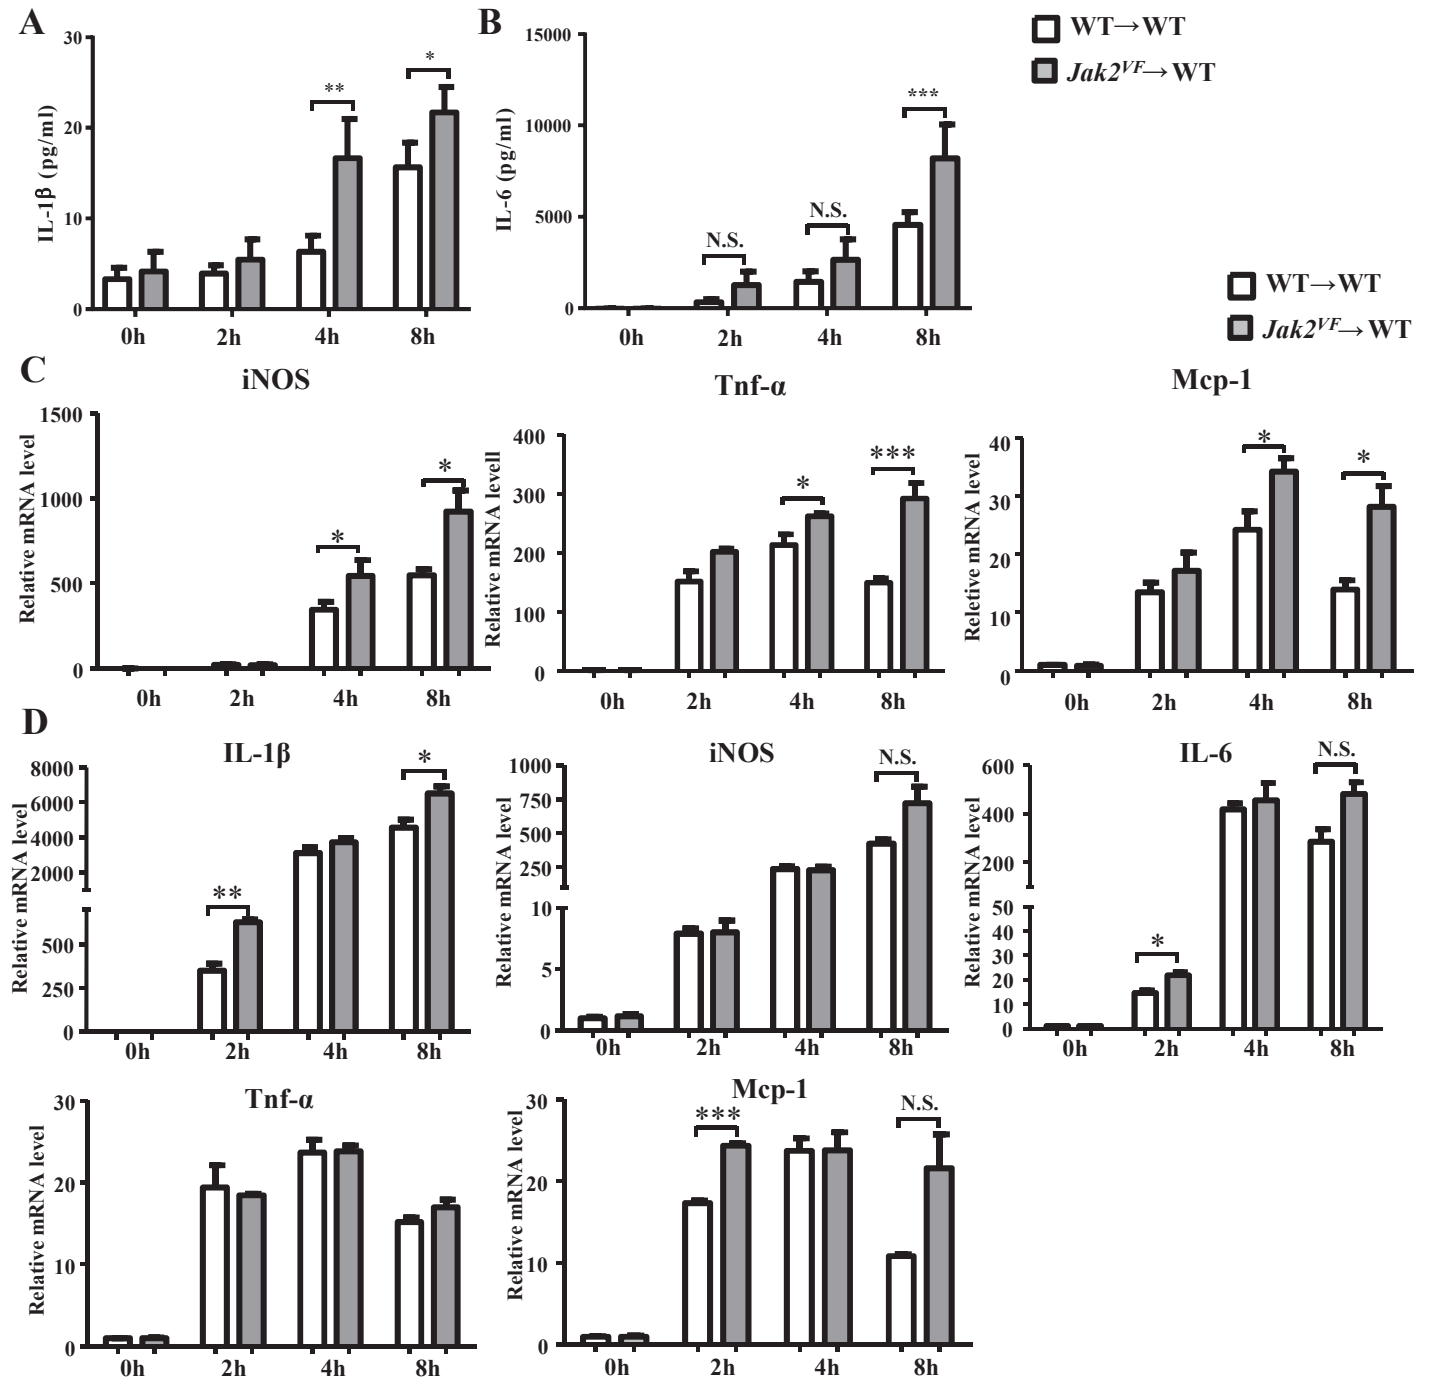 A
B
WT→WT
Jak2VF→WT
IL-1β (pg/ml)
30
20
10
0
**
*
0h 2h 4h 8h
IL-6 (pg/ml)
15000
10000
5000
0
N.S.
N.S.
***
0h 2h 4h 8h
WT→WT
Jak2VF→WT
C
iNOS
Relative mRNA level
1500
1000
500
0
*
*
0h 2h 4h 8h
Tnf-α
Relative mRNA levell
400
300
200
100
0
*
***
0h 2h 4h 8h
Mcp-1
Reletive mRNA level
40
30
20
10
0
*
*
0h 2h 4h 8h
D
IL-1β
Relative mRNA level
8000
6000
4000
2000
500
250
0
**
*
0h 2h 4h 8h
iNOS
Relative mRNA level
1000
750
500
250
10
5
0
N.S.
0h 2h 4h 8h
IL-6
Relative mRNA level
600
400
200
50
40
30
20
10
0
*
N.S.
0h 2h 4h 8h
Tnf-α
Relative mRNA level
30
20
10
0
0h 2h 4h 8h
Mcp-1
Relative mRNA level
30
20
10
0
***
N.S.
0h 2h 4h 8h